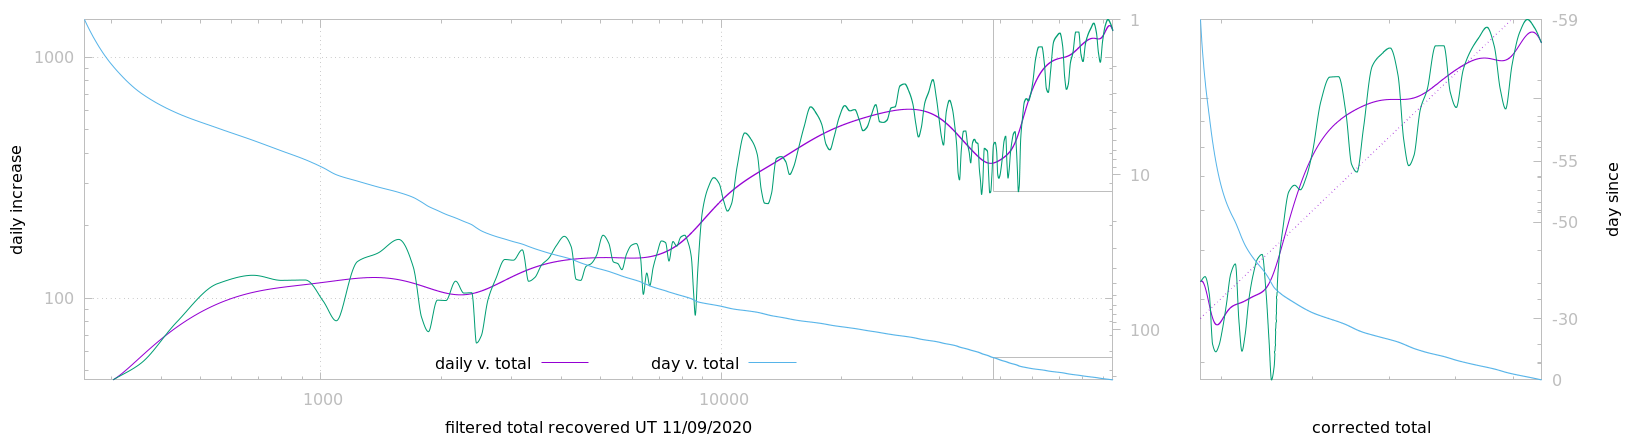 1 -59
1000
-55
10
-50
daily increase
day since
100
-30
100
daily v. total day v. total
0
1000 10000
filtered total recovered UT 11/09/2020 corrected total